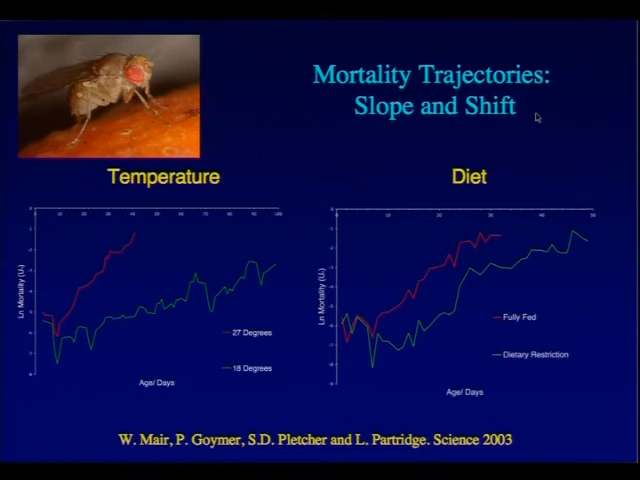 Mortality Trajectories:
Slope and Shift
Temperature
Diet
Ln Mortality (U.)
27 Degrees
18 Degrees
Age/ Days
Ln Mortality (U.)
Fully Fed
Dietary Restriction
Age/ Days
W. Mair, P. Goymer, S.D. Pletcher and L. Partridge. Science 2003